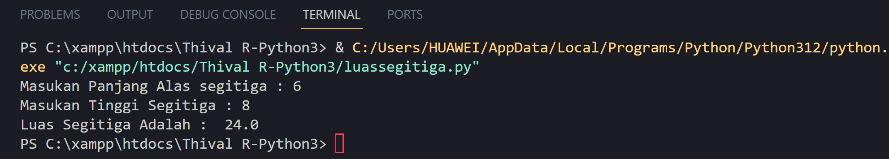 PROBLEMS OUTPUT DEBUG CONSOLE TERMINAL PORTS
PS C:\xampp\htdocs\Thival R-Python3> & C:/Users/HUAWEI/AppData/Local/Programs/Python/Python312/python.
exe "c:/xampp/htdocs/Thival R-Python3/luassegitiga.py"
Masukan Panjang Alas segitiga : 6
Masukan Tinggi Segitiga : 8
Luas Segitiga Adalah :  24.0
PS C:\xampp\htdocs\Thival R-Python3>